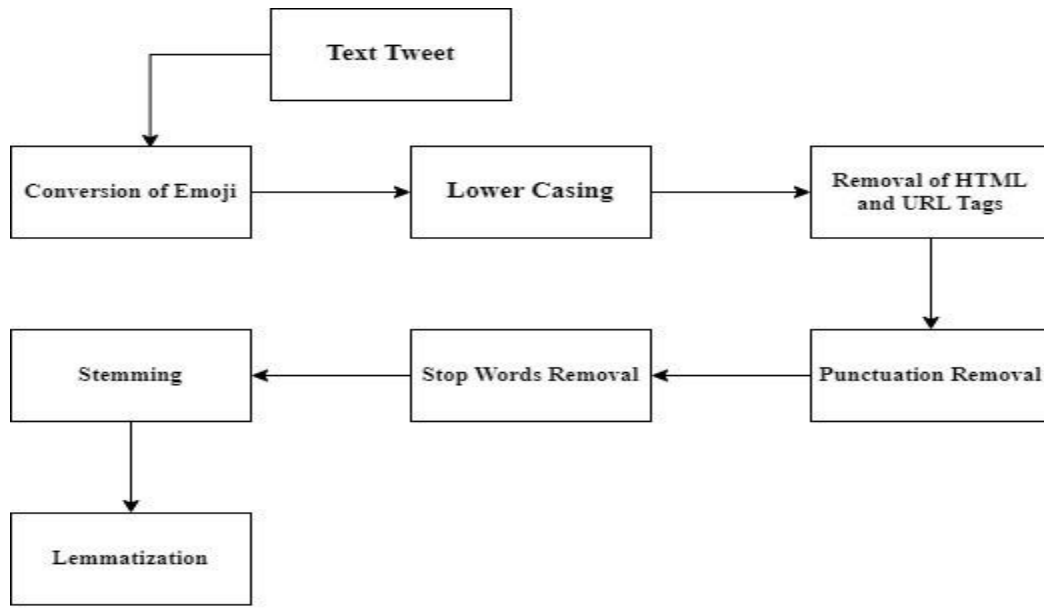 Text Tweet
Conversion of Emoji
Lower Casing
Removal of HTML
and URL Tags
Punctuation Removal
Stop Words Removal
Stemming
Lemmatization